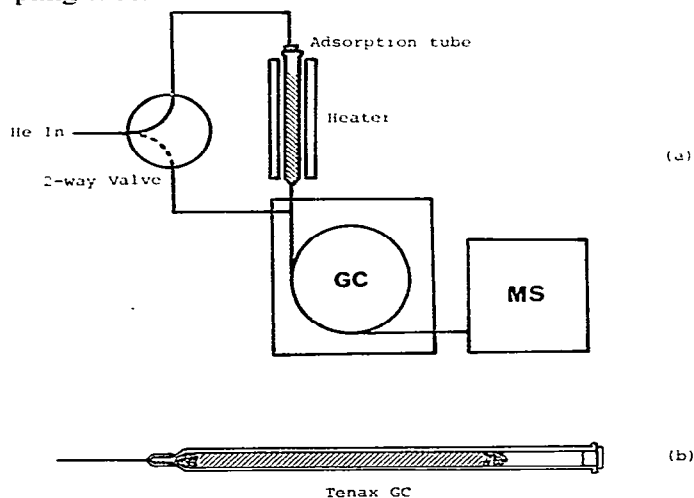 Adsorption tube
He In
Heater
(a)
2-way Valve
GC
MS
(b)
Tenax GC